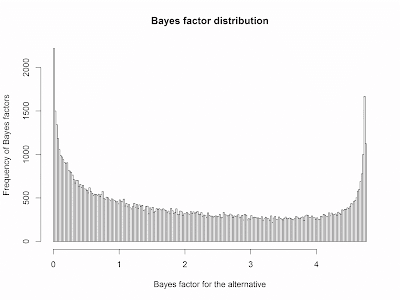 Bayes factor distribution
Frequency of Bayes factors
2000
1500
1000
500
0
0 1 2 3 4
Bayes factor for the alternative